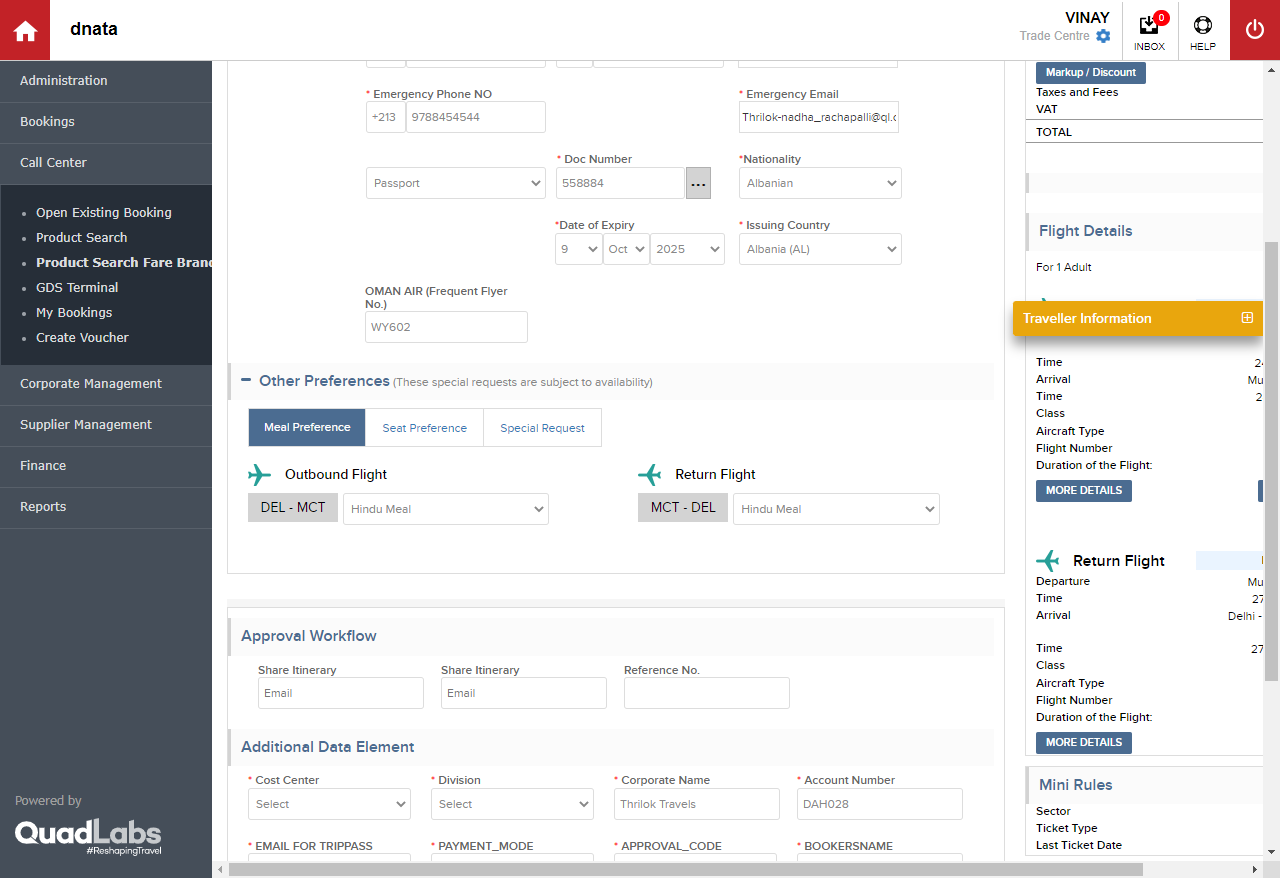 dnata
VINAY
Trade Centre
0
INBOX
HELP
Administration
Bookings
Call Center
Open Existing Booking
Product Search
Product Search Fare Brand
GDS Terminal
My Bookings
Create Voucher
Corporate Management
Supplier Management
Finance
Reports
Powered by
QuadLabs
#ReshapingTravel
* Emergency Phone NO
* Emergency Email
+213
9788454544
Thrilok-nadha_rachapalli@ql.c
* Doc Number
*Nationality
Passport
558884
...
Albanian
*Date of Expiry
* Issuing Country
9
Oct
2025
Albania (AL)
OMAN AIR (Frequent Flyer
No.)
WY602
Other Preferences (These special requests are subject to availability)
Meal Preference
Seat Preference
Special Request
Outbound Flight
Return Flight
DEL - MCT
Hindu Meal
MCT - DEL
Hindu Meal
Approval Workflow
Share Itinerary
Share Itinerary
Reference No.
Email
Email
Additional Data Element
* Cost Center
* Division
* Corporate Name
* Account Number
Select
Select
Thrilok Travels
DAH028
* EMAIL FOR TRIPPASS
* PAYMENT_MODE
* APPROVAL_CODE
* BOOKERSNAME
Markup / Discount
Taxes and Fees
VAT
TOTAL
Flight Details
For 1 Adult
Traveller Information
Time
24
Arrival
Mu
Time
2
Class
Aircraft Type
Flight Number
Duration of the Flight:
MORE DETAILS
Return Flight
Departure
Mu
Time
27
Arrival
Delhi -
Time
27
Class
Aircraft Type
Flight Number
Duration of the Flight:
MORE DETAILS
Mini Rules
Sector
Ticket Type
Last Ticket Date